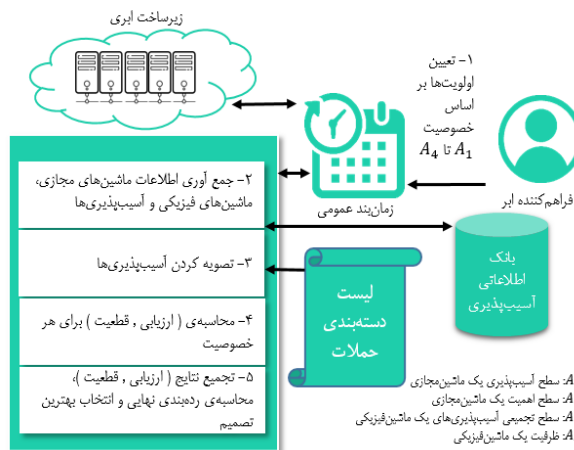 زیرساخت ابری
۱- تعیین
اولویت‌ها بر
اساس
خصوصیت
A1 تا A4
فراهم‌کننده ابر
زمان‌بند عمومی
۲- جمع آوری اطلاعات ماشین‌های مجازی،
ماشین‌های فیزیکی و آسیب‌پذیری‌ها
۳- تصویه کردن آسیب‌پذیری‌ها
۴- محاسبه‌ی ( ارزیابی , قطعیت ) برای هر
خصوصیت
۵- تجمیع نتایج ( ارزیابی , قطعیت )،
محاسبه‌ی رده‌بندی نهایی و انتخاب بهترین
تصمیم
لیست
دسته‌بندی
حملات
بانک
اطلاعاتی
آسیب‌پذیری
A: سطح آسیب‌پذیری یک ماشین‌مجازی
A: سطح اهمیت یک ماشین‌مجازی
A: سطح تجمیعی آسیب‌پذیری‌های یک ماشین‌فیزیکی
A: ظرفیت یک ماشین‌فیزیکی